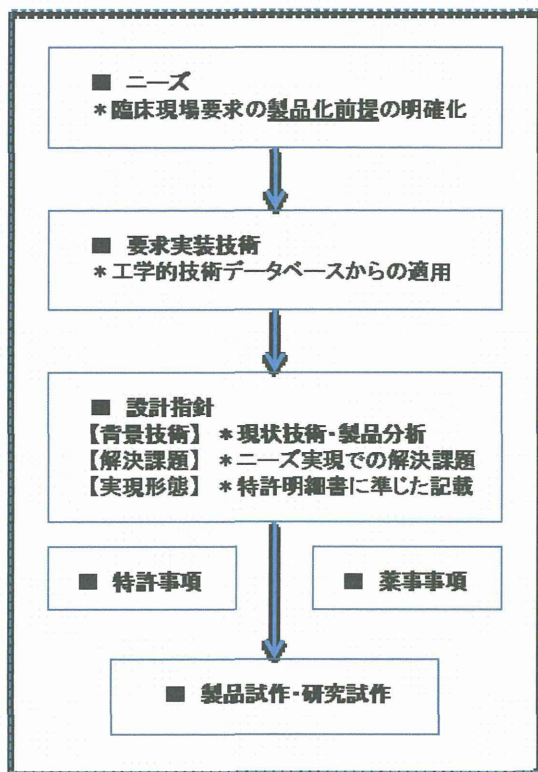 ■ ニーズ
＊臨床現場要求の製品化前提の明確化
■ 要求実装技術
＊工学的技術データベースからの適用
■ 設計指針
【背景技術】 ＊現状技術・製品分析
【解決課題】 ＊ニーズ実現での解決課題
【実現形態】 ＊特許明細書に準じた記載
■ 特許事項
■ 薬事事項
■ 製品試作・研究試作